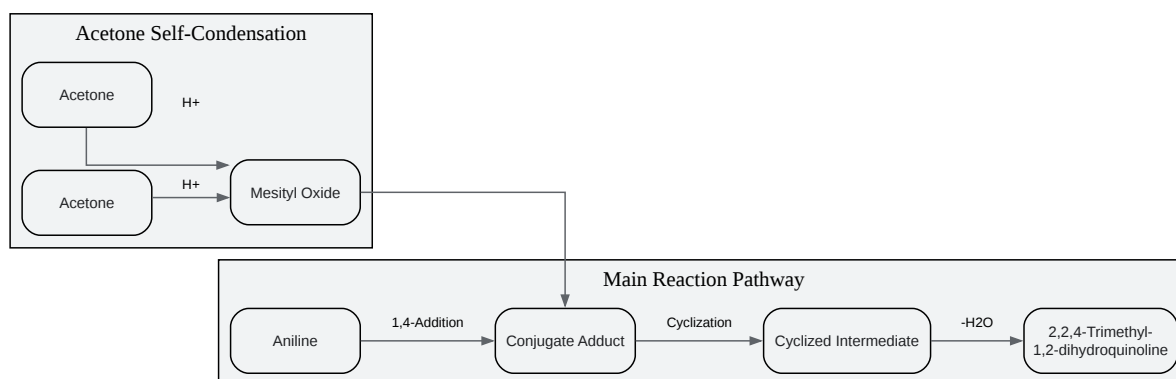 Acetone Self-Condensation
Acetone
H+
Acetone
H+
Mesityl Oxide
Main Reaction Pathway
Aniline
1,4-Addition
Conjugate Adduct
Cyclization
Cyclized Intermediate
-H2O
2,2,4-Trimethyl-
1,2-dihydroquinoline